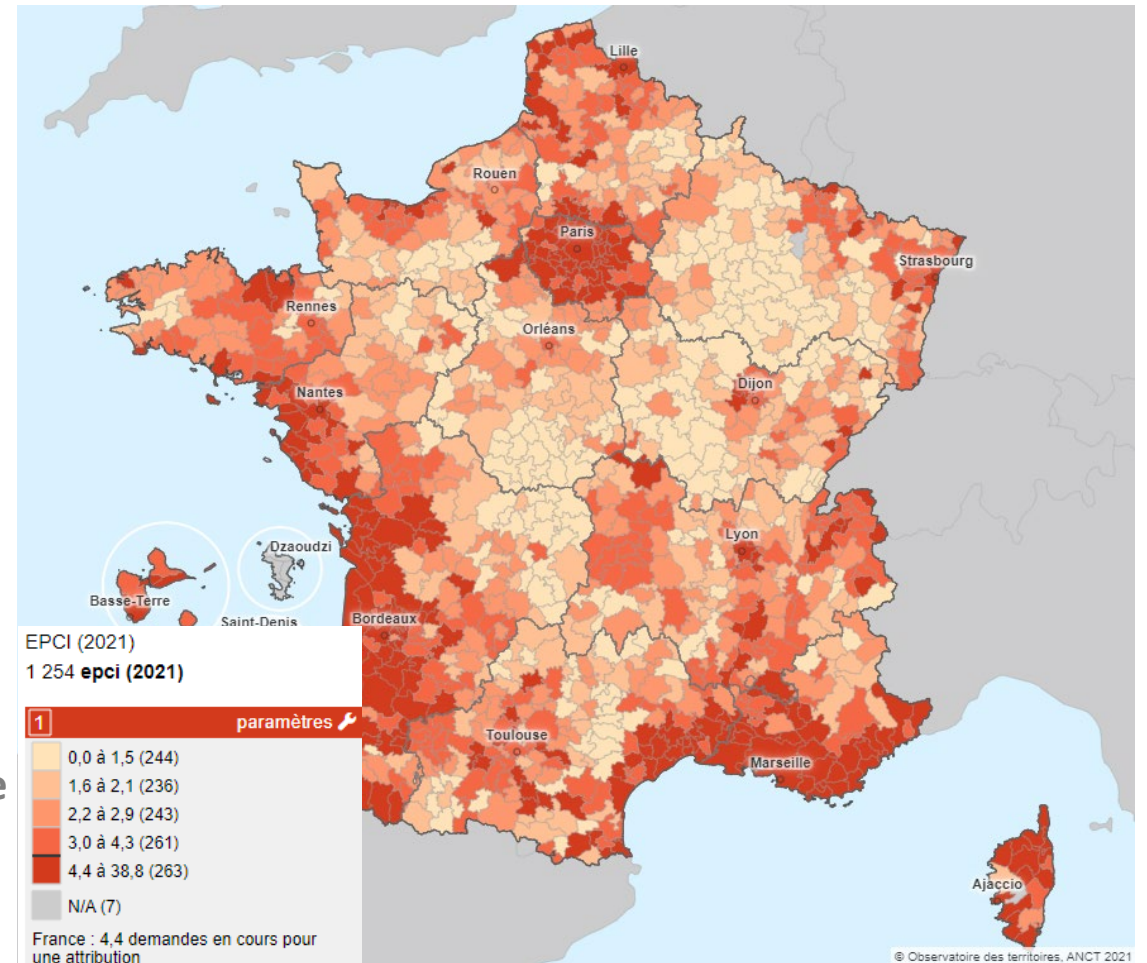 Lille
Rouen
Paris
Strasbourg
Rennes
Orléans
Dijon
Nantes
Lyon
Dzaoudzi
Basse-Terre
Saint-Denis
Bordeaux
EPCI (2021)
1 254 epci (2021)
1 paramètres
0,0 à 1,5 (244)
1,6 à 2,1 (236)
2,2 à 2,9 (243)
3,0 à 4,3 (261)
4,4 à 38,8 (263)
N/A (7)
France : 4,4 demandes en cours pour
une attribution
e
Toulouse
Marseille
Ajaccio
© Observatoire des territoires, ANCT 2021